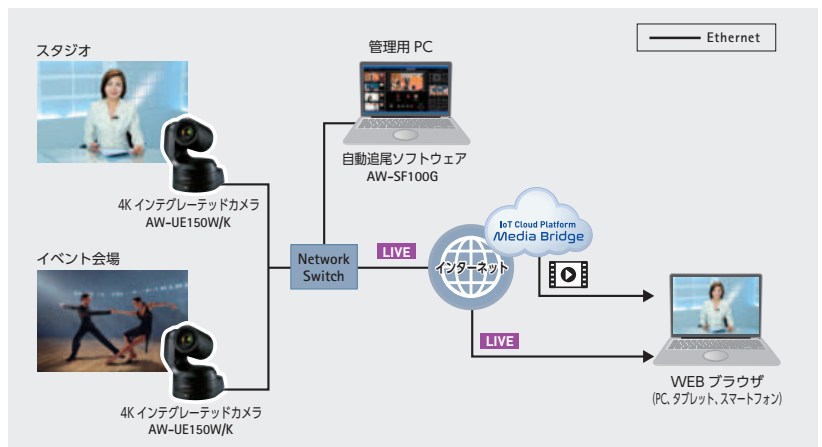 Ethernet
スタジオ
管理用 PC
4K インテグレーテッドカメラ
AW-UE150W/K
自動追尾ソフトウェア
AW-SF100G
IoT Cloud Platform
Media Bridge
イベント会場
Network
Switch
LIVE
インターネット
LIVE
WEB ブラウザ
(PC、タブレット、スマートフォン)
4K インテグレーテッドカメラ
AW-UE150W/K